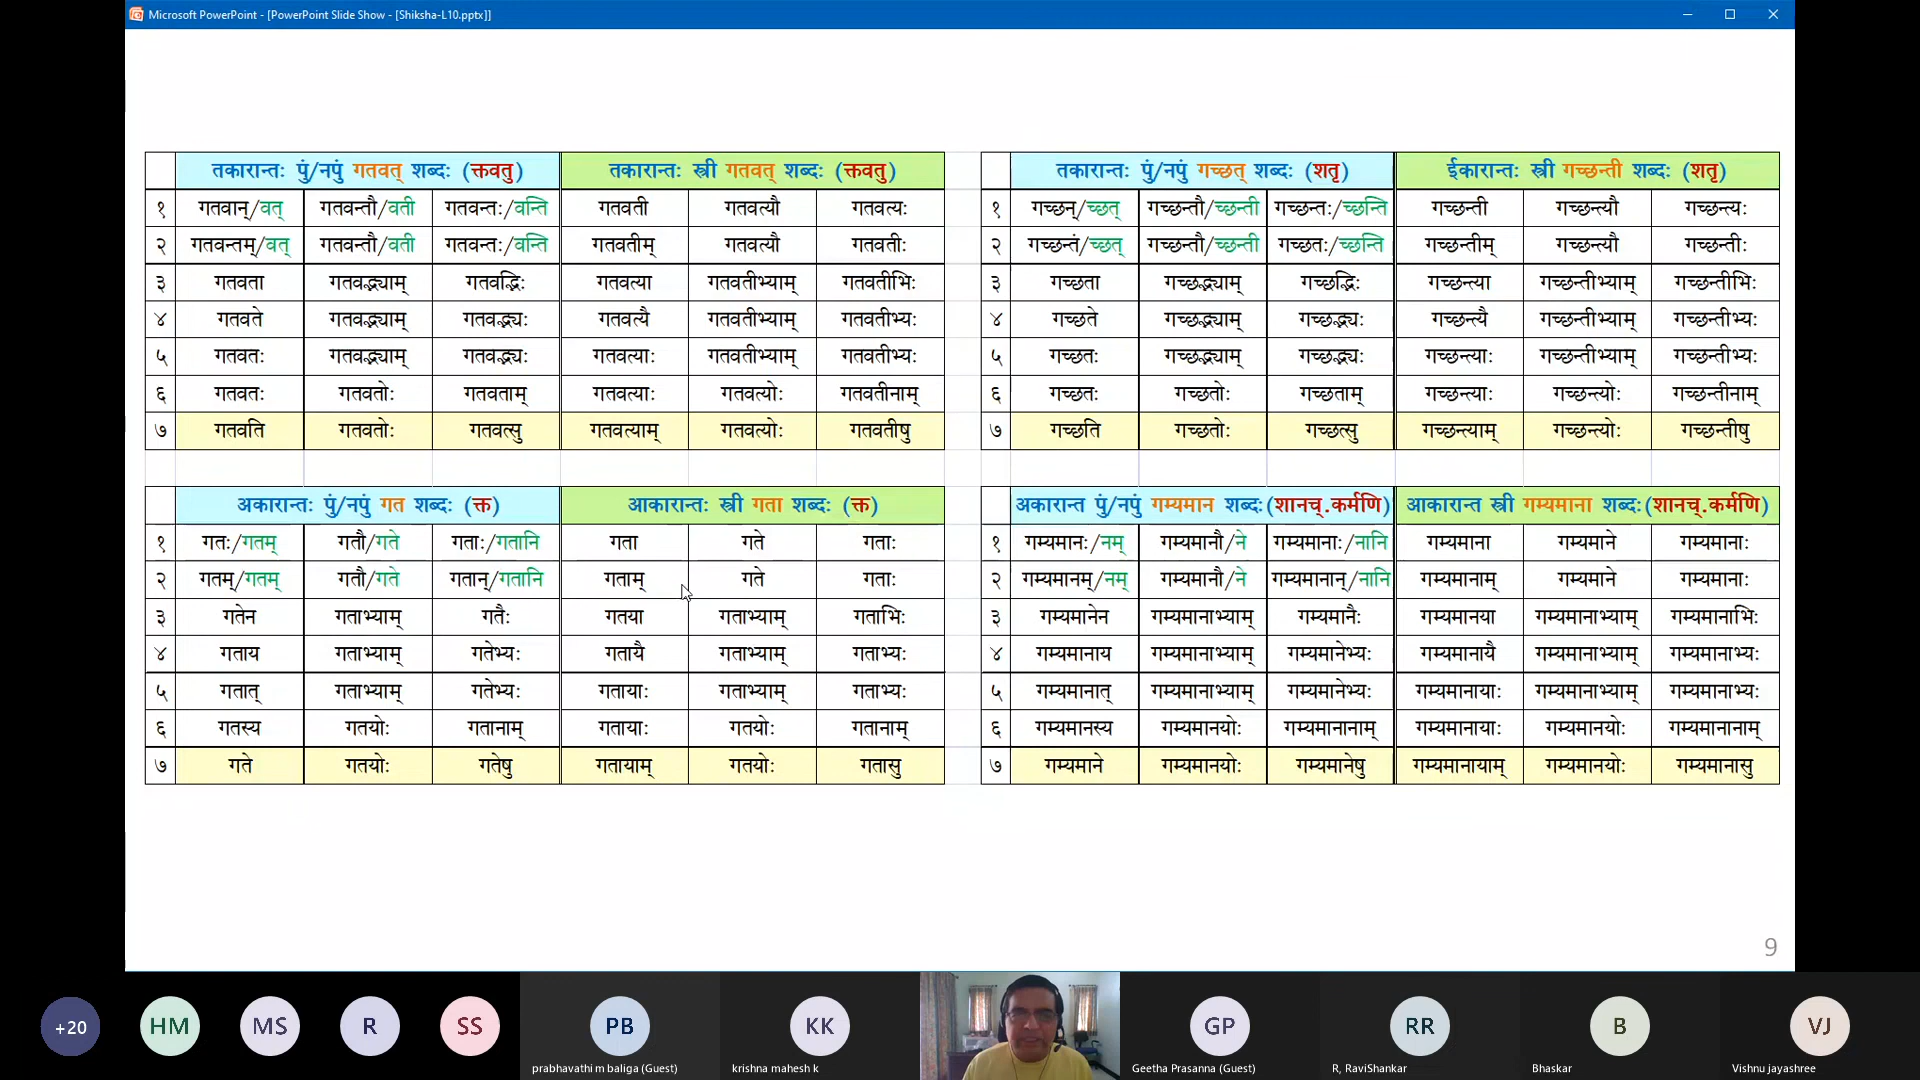 Microsoft PowerPoint - [PowerPoint Slide Show - [Shiksha-L10.pptx]]
तकारान्तः पुं/नपुं गतवत् शब्दः (क्तवतु) तकारान्तः स्त्री गतवत् शब्दः (क्तवतु)
१ गतवान्/वत् गतवन्तौ/वती गतवन्तः/वन्ति गतवती गतवत्यौ गतवत्यः
२ गतवन्तम्/वत् गतवन्तौ/वती गतवन्तः/वन्ति गतवतीम् गतवत्यौ गतवतीः
३ गतवता गतवद्भ्याम् गतवद्भिः गतवत्या गतवतीभ्याम् गतवतीभिः
४ गतवते गतवद्भ्याम् गतवद्भ्यः गतवत्यै गतवतीभ्याम् गतवतीभ्यः
५ गतवतः गतवद्भ्याम् गतवद्भ्यः गतवत्याः गतवतीभ्याम् गतवतीभ्यः
६ गतवतः गतवतोः गतवताम् गतवत्याः गतवत्योः गतवतीनाम्
७ गतवति गतवतोः गतवत्सु गतवत्याम् गतवत्योः गतवतीषु
तकारान्तः पुं/नपुं गच्छत् शब्दः (शतृ) ईकारान्तः स्त्री गच्छन्ती शब्दः (शतृ)
१ गच्छन्/च्छत् गच्छन्तौ/च्छन्ती गच्छन्तः/च्छन्ति गच्छन्ती गच्छन्त्यौ गच्छन्त्यः
२ गच्छन्तं/च्छत् गच्छन्तौ/च्छन्ती गच्छतः/च्छन्ति गच्छन्तीम् गच्छन्त्यौ गच्छन्तीः
३ गच्छता गच्छद्भ्याम् गच्छद्भिः गच्छन्त्या गच्छन्तीभ्याम् गच्छन्तीभिः
४ गच्छते गच्छद्भ्याम् गच्छद्भ्यः गच्छन्त्यै गच्छन्तीभ्याम् गच्छन्तीभ्यः
५ गच्छतः गच्छद्भ्याम् गच्छद्भ्यः गच्छन्त्याः गच्छन्तीभ्याम् गच्छन्तीभ्यः
६ गच्छतः गच्छतोः गच्छताम् गच्छन्त्याः गच्छन्त्योः गच्छन्तीनाम्
७ गच्छति गच्छतोः गच्छत्सु गच्छन्त्याम् गच्छन्त्योः गच्छन्तीषु
अकारान्तः पुं/नपुं गत शब्दः (क्त) आकारान्तः स्त्री गता शब्दः (क्त)
१ गतः/गतम् गतौ/गते गताः/गतानि गता गते गताः
२ गतम्/गतम् गतौ/गते गतान्/गतानि गताम् गते गताः
३ गतेन गताभ्याम् गतैः गतया गताभ्याम् गताभिः
४ गताय गताभ्याम् गतेभ्यः गतायै गताभ्याम् गताभ्यः
५ गतात् गताभ्याम् गतेभ्यः गतायाः गताभ्याम् गताभ्यः
६ गतस्य गतयोः गतानाम् गतायाः गतयोः गतानाम्
७ गते गतयोः गतेषु गतायाम् गतयोः गतासु
अकारान्त पुं/नपुं गम्यमान शब्दः(शानच्.कर्मणि) आकारान्त स्त्री गम्यमाना शब्दः(शानच्.कर्मणि)
१ गम्यमानः/नम् गम्यमानौ/ने गम्यमानाः/नानि गम्यमाना गम्यमाने गम्यमानाः
२ गम्यमानम्/नम् गम्यमानौ/ने गम्यमानान्/नानि गम्यमानाम् गम्यमाने गम्यमानाः
३ गम्यमानेन गम्यमानाभ्याम् गम्यमानैः गम्यमानया गम्यमानाभ्याम् गम्यमानाभिः
४ गम्यमानाय गम्यमानाभ्याम् गम्यमानेभ्यः गम्यमानायै गम्यमानाभ्याम् गम्यमानाभ्यः
५ गम्यमानात् गम्यमानाभ्याम् गम्यमानेभ्यः गम्यमानायाः गम्यमानाभ्याम् गम्यमानाभ्यः
६ गम्यमानस्य गम्यमानयोः गम्यमानानाम् गम्यमानायाः गम्यमानयोः गम्यमानानाम्
७ गम्यमाने गम्यमानयोः गम्यमानेषु गम्यमानायाम् गम्यमानयोः गम्यमानासु
9
+20 HM MS R SS PB KK GP RR B VJ
prabhavathi m baliga (Guest) krishna mahesh k Geetha Prasanna (Guest) R, RaviShankar Bhaskar Vishnu jayashree